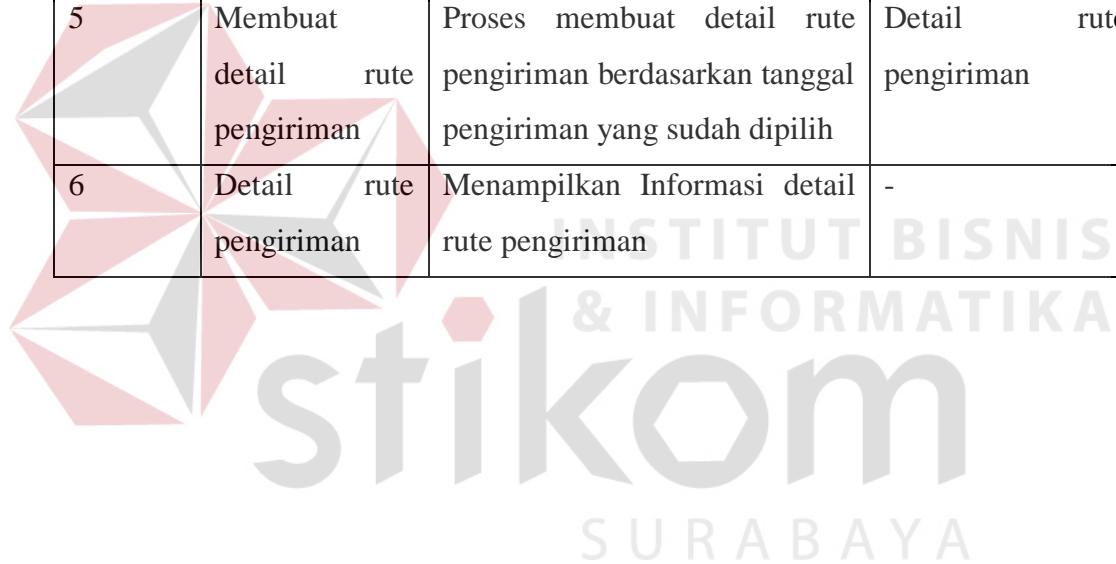 5 Membuat Proses membuat detail rute Detail rute
detail rute pengiriman berdasarkan tanggal pengiriman
pengiriman pengiriman yang sudah dipilih
6 Detail rute Menampilkan Informasi detail -
pengiriman rute pengiriman
INSTITUT BISNIS
& INFORMATIKA
stikom
SURABAYA